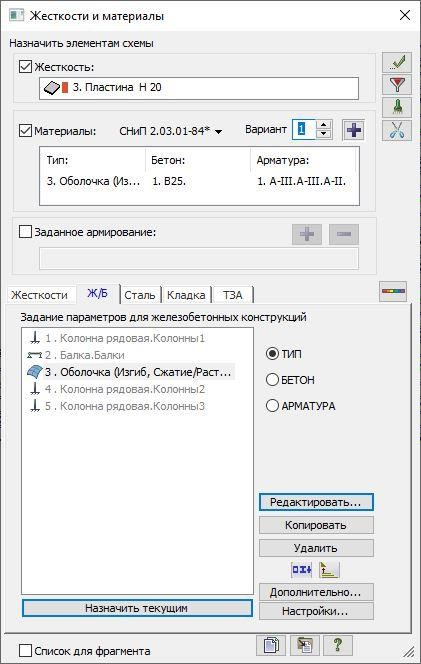 Жесткости и материалы
Назначить элементам схемы
Жесткость:
3. Пластина H 20
Материалы: СНиП 2.03.01-84* Вариант 1
Тип: Бетон: Арматура:
3. Оболочка (Из... 1. B25. 1. A-III.A-III.A-II.
Заданное армирование:
Жесткости Ж/Б Сталь Кладка ТЗА
Задание параметров для железобетонных конструкций
1 . Колонна рядовая.Колонны1
2 . Балка.Балки
3 . Оболочка (Изгиб, Сжатие/Раст...
4 . Колонна рядовая.Колонны2
5 . Колонна рядовая.Колонны3
ТИП
БЕТОН
АРМАТУРА
Редактировать...
Копировать
Удалить
Дополнительно...
Назначить текущим
Настройки...
Список для фрагмента